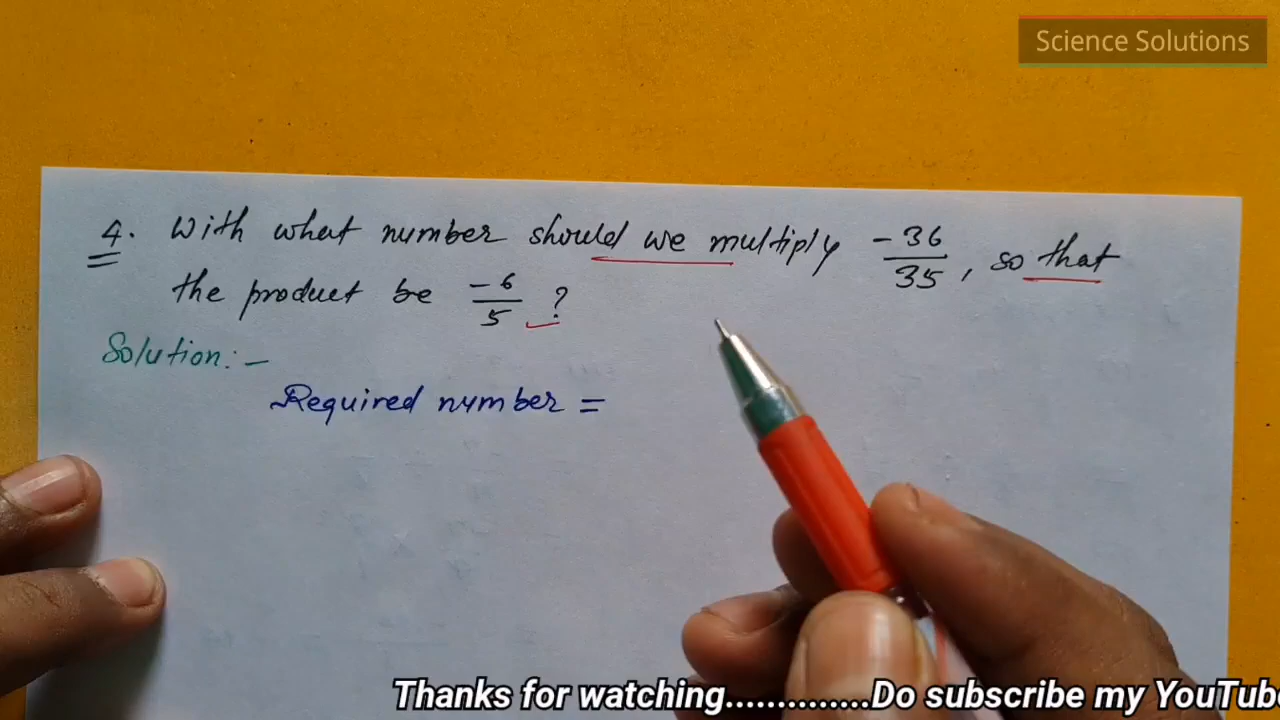 Science Solutions
4. With what number should we multiply -36/35, so that
the product be -6/5 ?
Solution:-
Required number =
Thanks for watching..............Do subscribe my YouTube